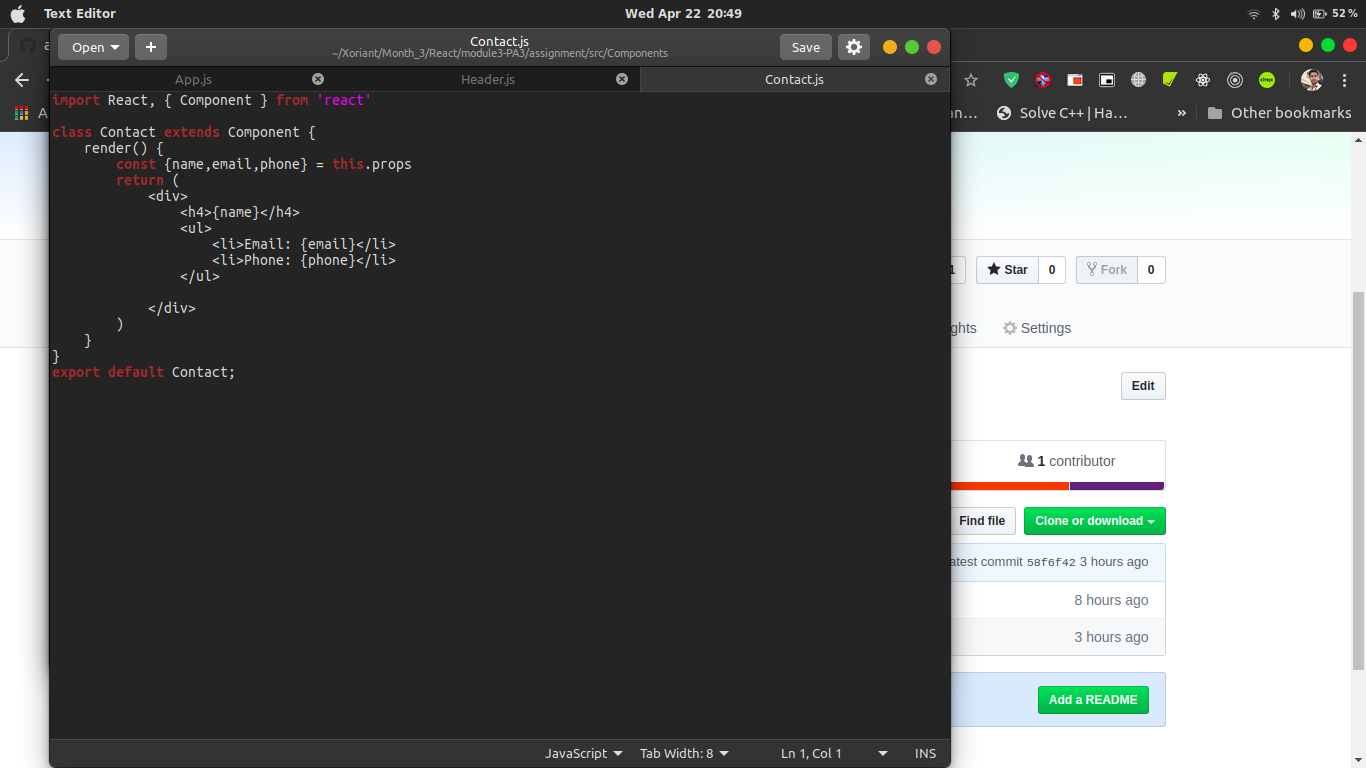 Text Editor
Wed Apr 22 20:49
52 %
Open
+
Contact.js
~/Xoriant/Month_3/React/module3-PA3/assignment/src/Components
Save
App.js
Header.js
Contact.js
import React, { Component } from 'react'
class Contact extends Component {
    render() {
        const {name,email,phone} = this.props
        return (
            <div>
                <h4>{name}</h4>
                <ul>
                    <li>Email: {email}</li>
                    <li>Phone: {phone}</li>
                </ul>
            </div>
        )
    }
}
export default Contact;
JavaScript
Tab Width: 8
Ln 1, Col 1
INS
Solve C++ | Ha…
»
Other bookmarks
Star 0
Fork 0
Settings
Edit
1 contributor
Find file
Clone or download
commit 58f6f42 3 hours ago
8 hours ago
3 hours ago
Add a README